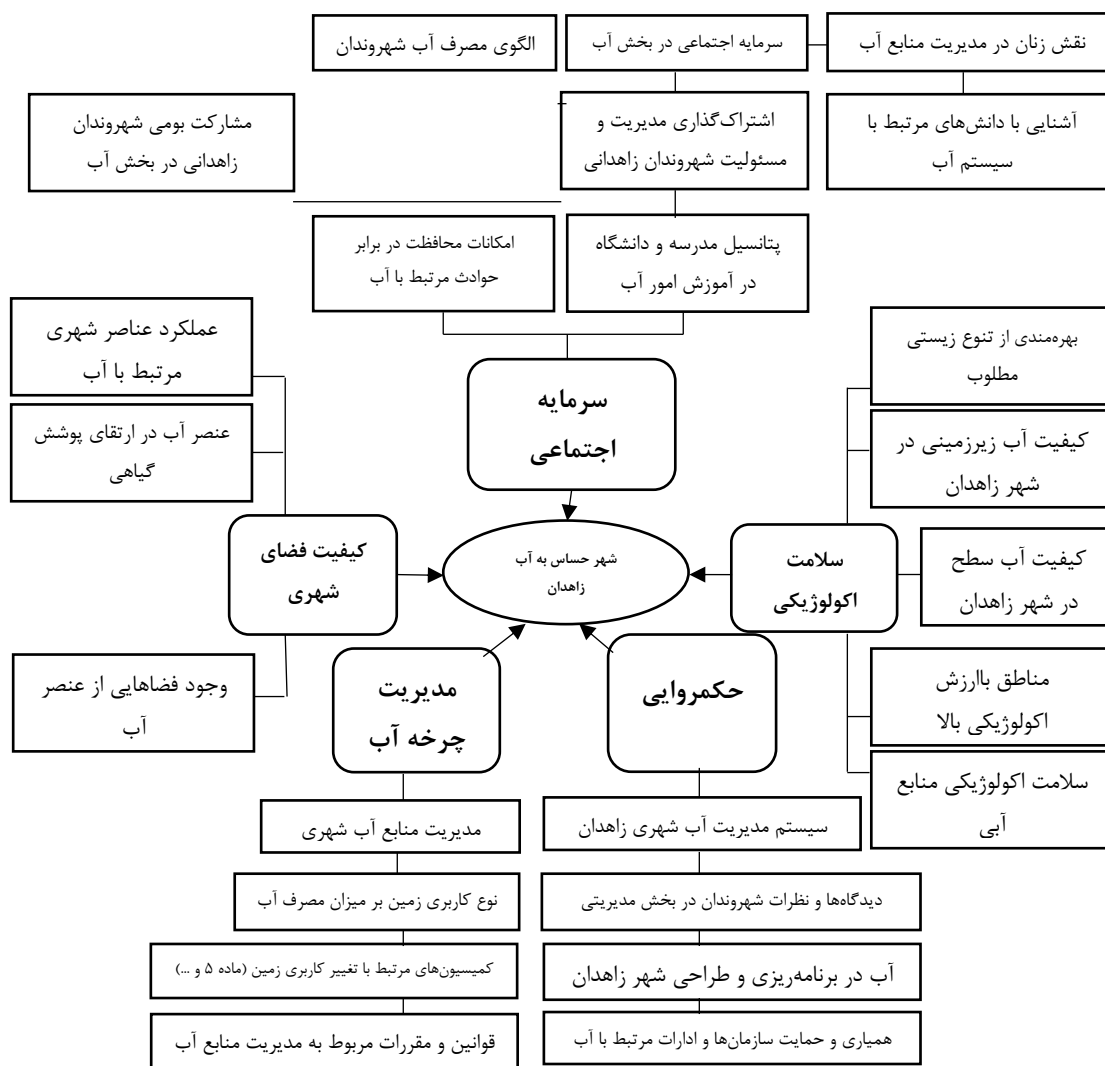 نقش زنان در مدیریت منابع آب
سرمایه اجتماعی در بخش آب
الگوی مصرف آب شهروندان
آشنایی با دانش‌های مرتبط با
سیستم آب
اشتراک‌گذاری مدیریت و
مسئولیت شهروندان زاهدانی
مشارکت بومی شهروندان
زاهدانی در بخش آب
پتانسیل مدرسه و دانشگاه
در آموزش امور آب
امکانات محافظت در برابر
حوادث مرتبط با آب
بهره‌مندی از تنوع زیستی
مطلوب
سرمایه
اجتماعی
عملکرد عناصر شهری
مرتبط با آب
کیفیت آب زیرزمینی در
شهر زاهدان
عنصر آب در ارتقای پوشش
گیاهی
کیفیت آب سطح
در شهر زاهدان
سلامت
اکولوژیکی
شهر حساس به آب
زاهدان
کیفیت فضای
شهری
مناطق باارزش
اکولوژیکی بالا
حکمروایی
مدیریت
چرخه آب
وجود فضاهایی از عنصر
آب
سلامت اکولوژیکی منابع
آبی
سیستم مدیریت آب شهری زاهدان
مدیریت منابع آب شهری
دیدگاه‌ها و نظرات شهروندان در بخش مدیریتی
نوع کاربری زمین بر میزان مصرف آب
آب در برنامه‌ریزی و طراحی شهر زاهدان
کمیسیون‌های مرتبط با تغییر کاربری زمین (ماده ۵ و ...)
همیاری و حمایت سازمان‌ها و ادارات مرتبط با آب
قوانین و مقررات مربوط به مدیریت منابع آب